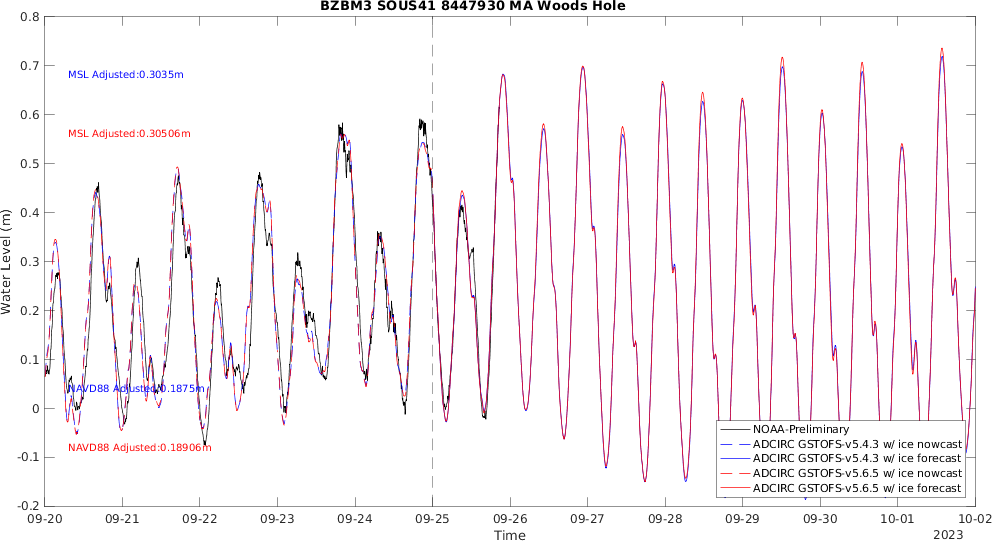 BZBM3 SOUS41 8447930 MA Woods Hole
Water Level (m)
0.8
0.7
0.6
0.5
0.4
0.3
0.2
0.1
0
-0.1
-0.2
MSL Adjusted:0.3035m
MSL Adjusted:0.30506m
NAVD88 Adjusted:0.1875m
NAVD88 Adjusted:0.18906m
NOAA-Preliminary
ADCIRC GSTOFS-v5.4.3 w/ ice nowcast
ADCIRC GSTOFS-v5.4.3 w/ ice forecast
ADCIRC GSTOFS-v5.6.5 w/ ice nowcast
ADCIRC GSTOFS-v5.6.5 w/ ice forecast
09-20 09-21 09-22 09-23 09-24 09-25 09-26 09-27 09-28 09-29 09-30 10-01 10-02
Time
2023